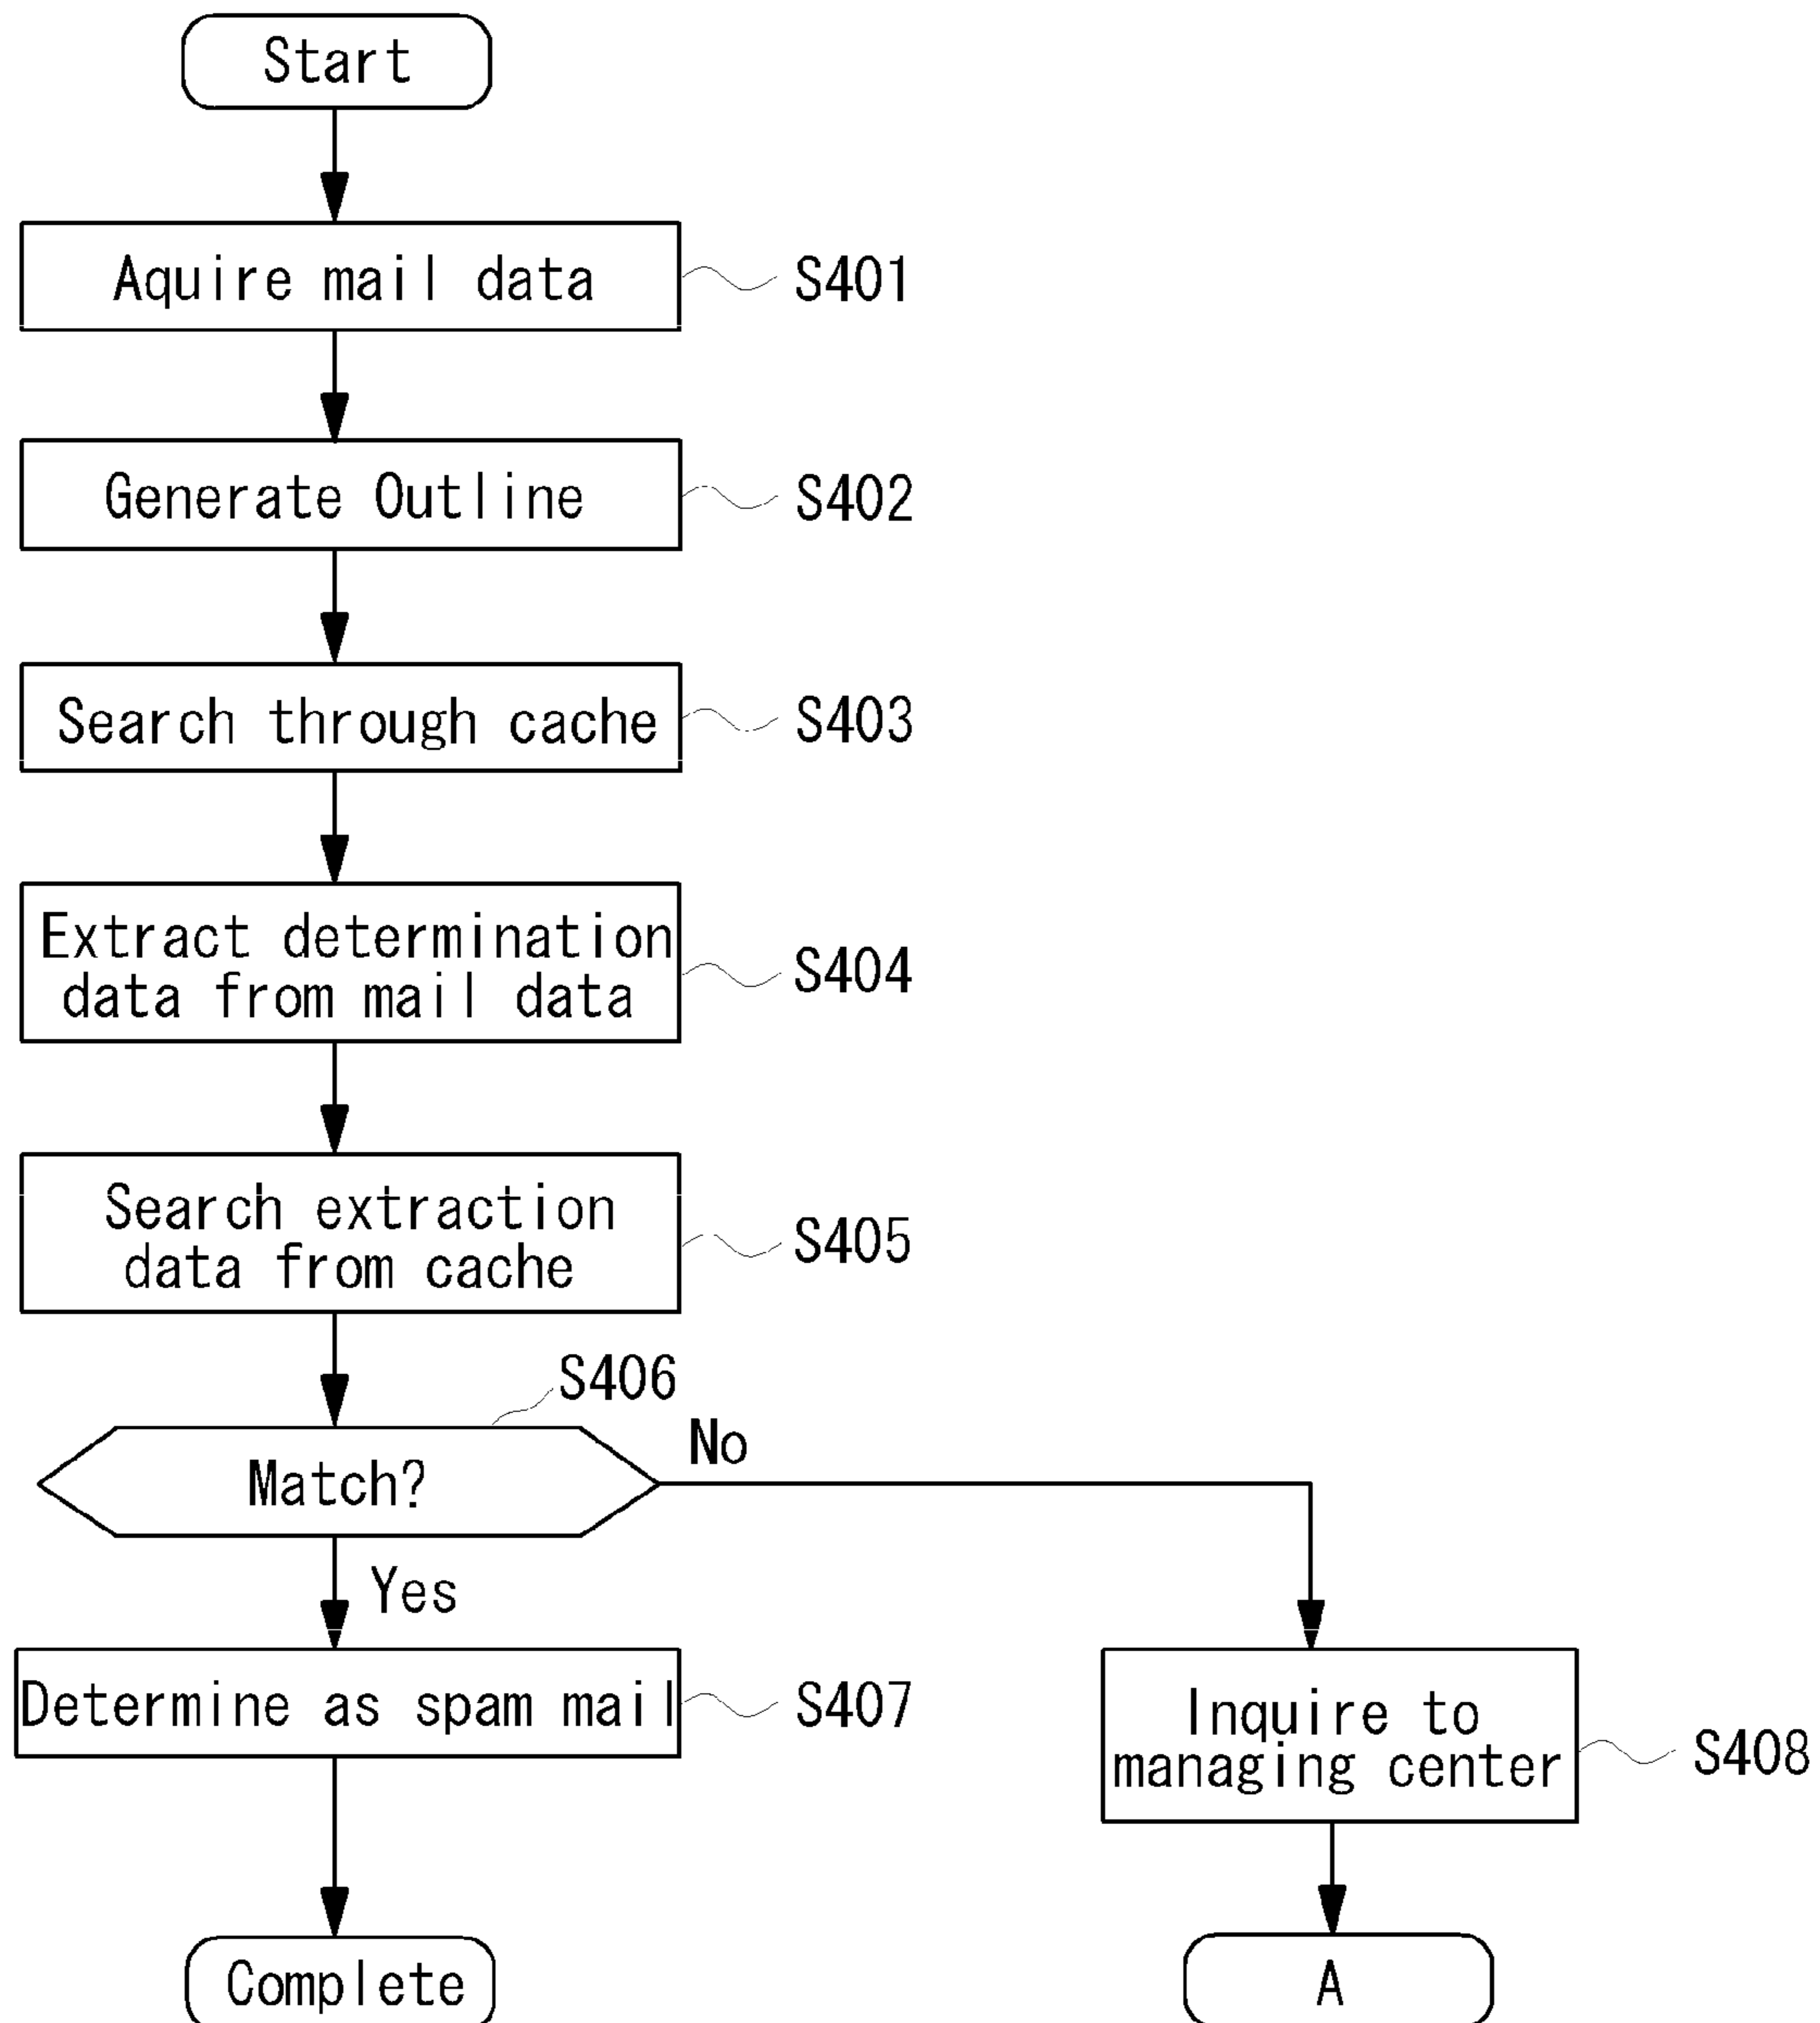 Start
Aquire mail data
S401
Generate Outline
S402
Search through cache
S403
Extract determination
data from mail data
S404
Search extraction
data from cache
S405
S406
Match?
No
Yes
Determine as spam mail
S407
Inquire to
managing center
S408
Complete
A